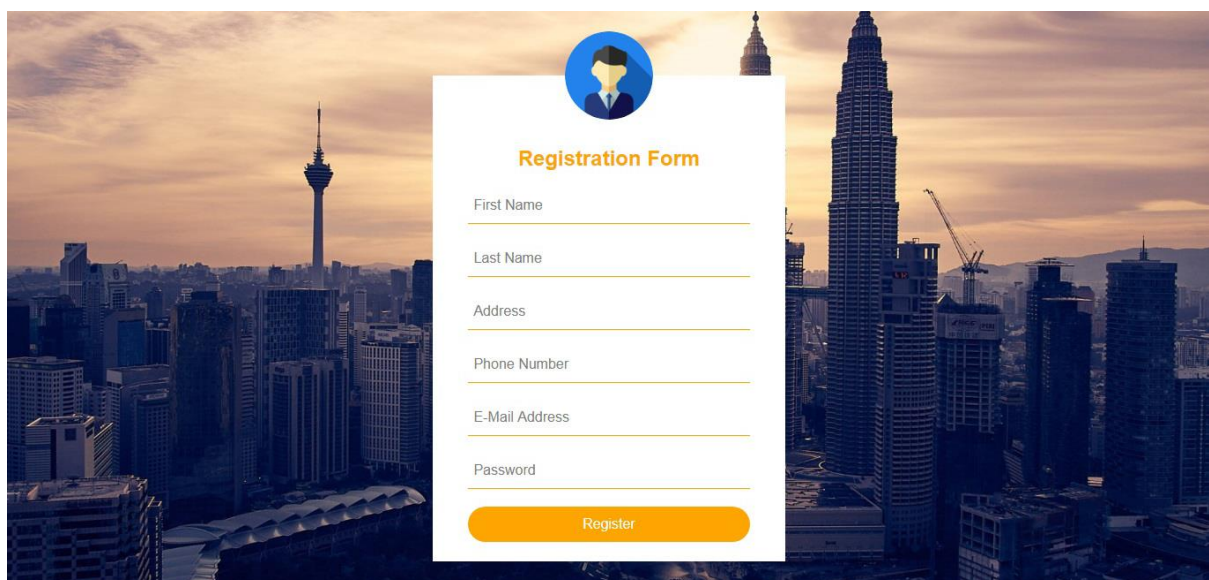 Registration Form
First Name
Last Name
Address
Phone Number
E-Mail Address
Password
Register